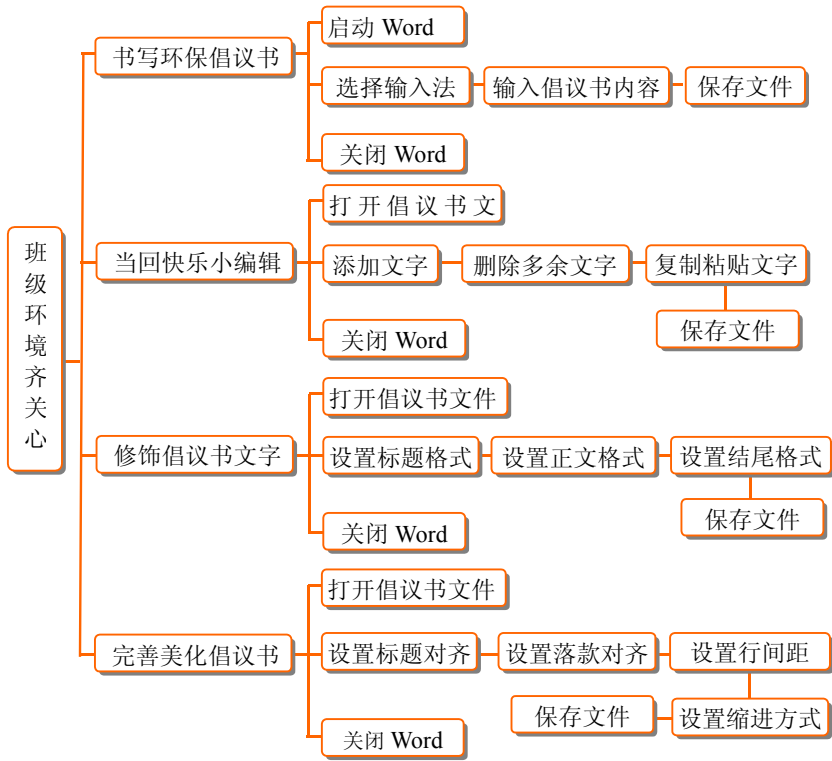 班级环境齐关心
书写环保倡议书
启动 Word
选择输入法
输入倡议书内容
保存文件
关闭 Word
当回快乐小编辑
打开倡议书文
添加文字
删除多余文字
复制粘贴文字
保存文件
关闭 Word
修饰倡议书文字
打开倡议书文件
设置标题格式
设置正文格式
设置结尾格式
保存文件
关闭 Word
完善美化倡议书
打开倡议书文件
设置标题对齐
设置落款对齐
设置行间距
设置缩进方式
保存文件
关闭 Word